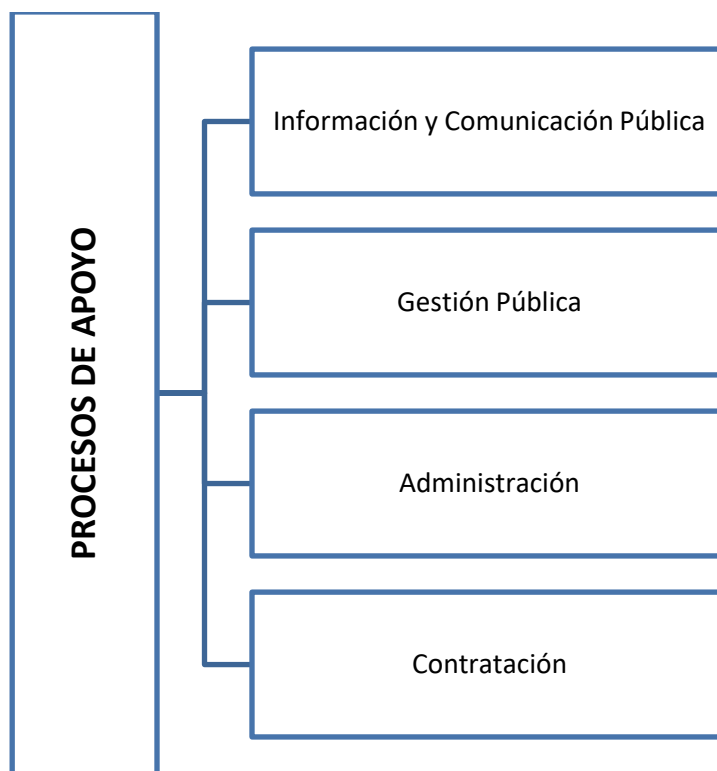 PROCESOS DE APOYO
Información y Comunicación Pública
Gestión Pública
Administración
Contratación